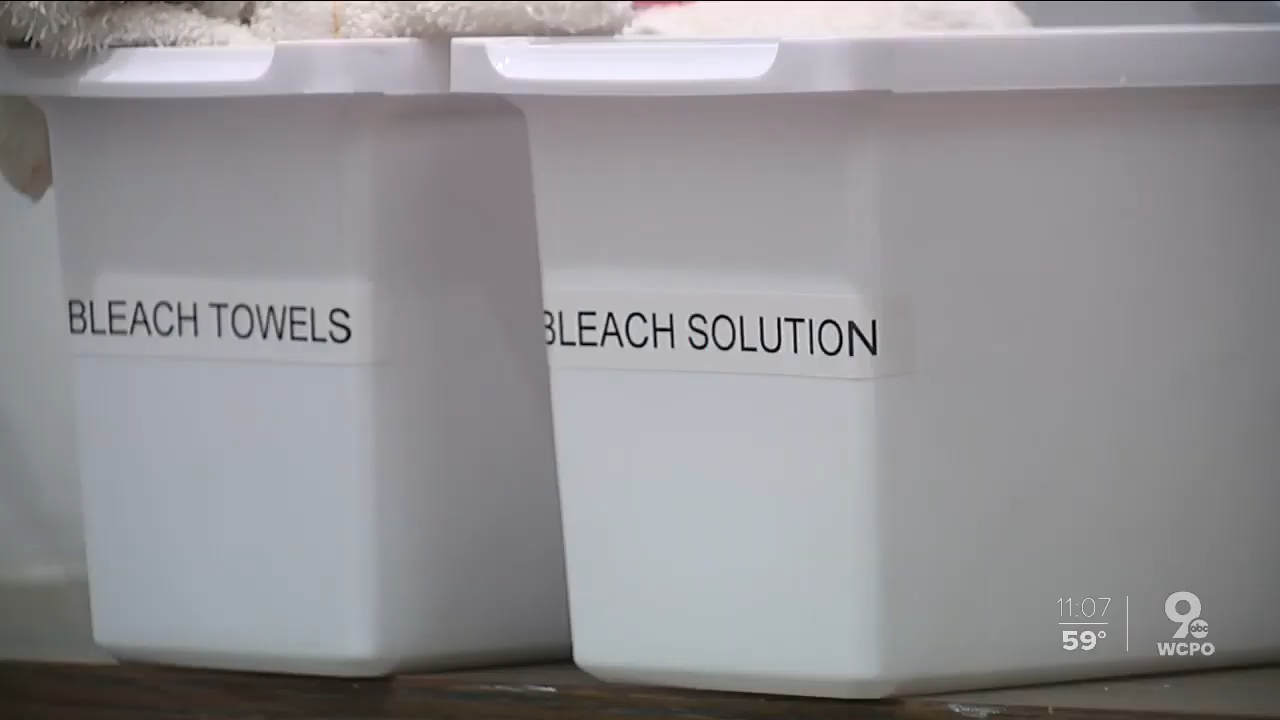 BLEACH TOWELS
BLEACH SOLUTION
11:07
59°
9
abc
WCPO